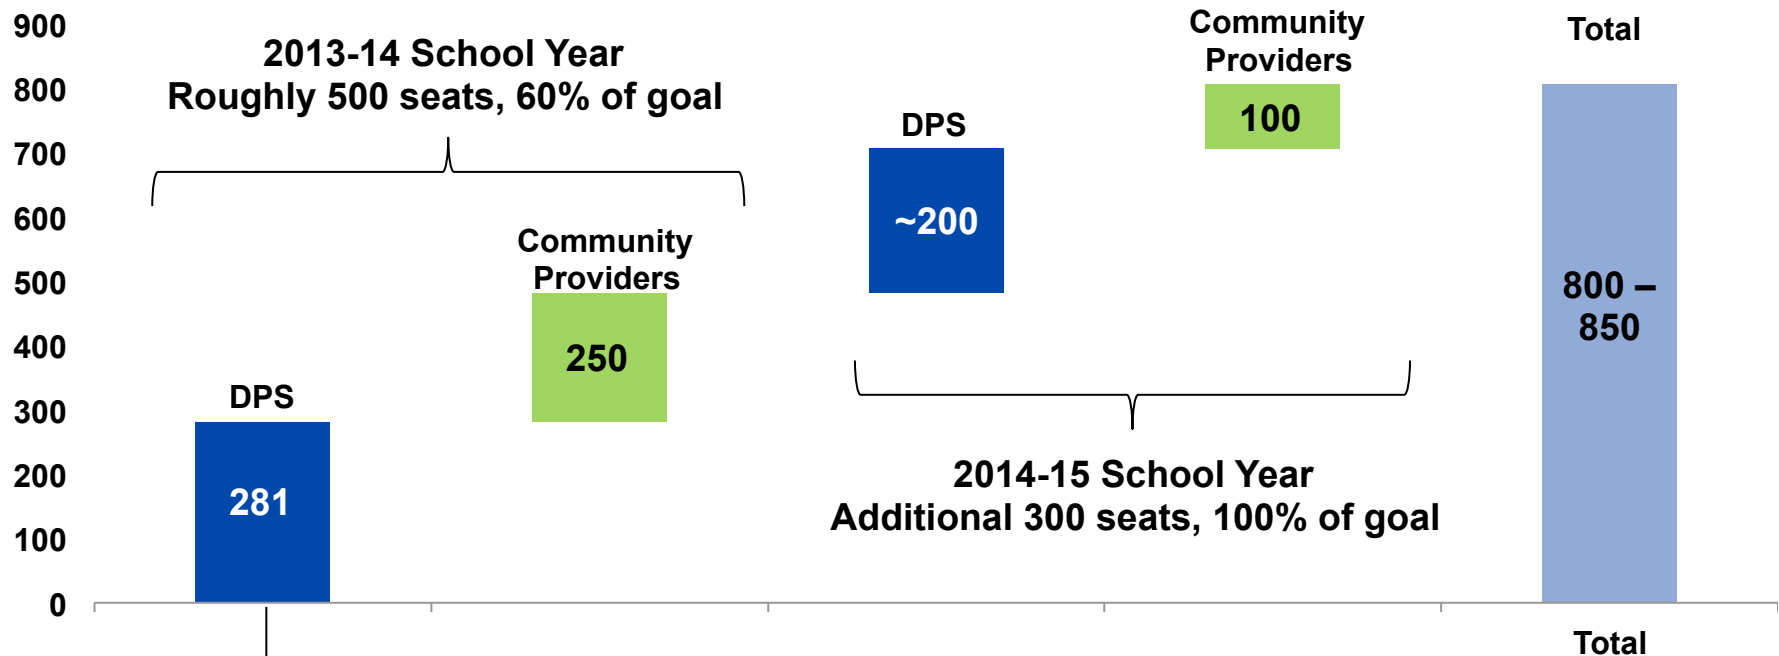 900
800
700
600
500
400
300
200
100
0
2013-14 School Year
Roughly 500 seats, 60% of goal
DPS
281
Community
Providers
250
DPS
~200
Community
Providers
100
2014-15 School Year
Additional 300 seats, 100% of goal
Total
800 –
850
Total